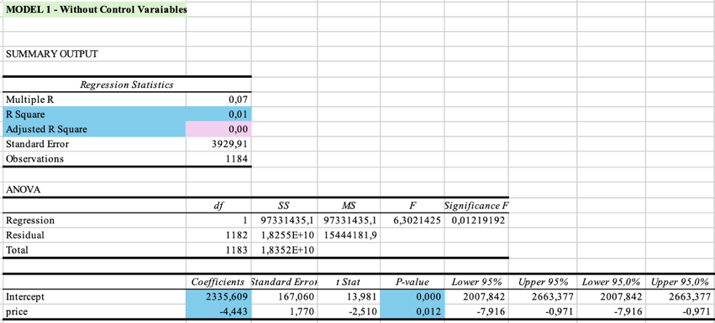 MODEL 1 - Without Control Varaiables
SUMMARY OUTPUT
Regression Statistics
Multiple R 0,07
R Square 0,01
Adjusted R Square 0,00
Standard Error 3929,91
Observations 1184
ANOVA
df SS MS F Significance F
Regression 1 97331435,1 97331435,1 6,3021425 0,01219192
Residual 1182 1,8255E+10 15444181,9
Total 1183 1,8352E+10
Coefficients Standard Error t Stat P-value Lower 95% Upper 95% Lower 95,0% Upper 95,0%
Intercept 2335,609 167,060 13,981 0,000 2007,842 2663,377 2007,842 2663,377
price -4,443 1,770 -2,510 0,012 -7,916 -0,971 -7,916 -0,971